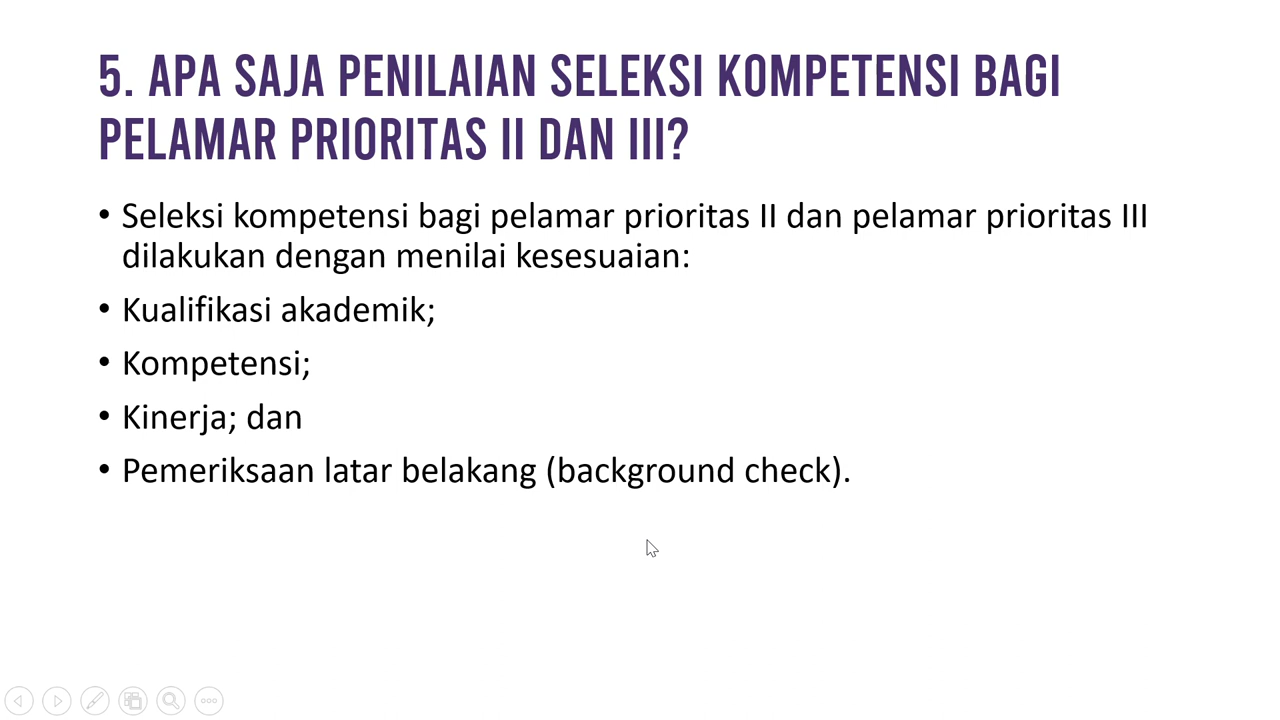 5. APA SAJA PENILAIAN SELEKSI KOMPETENSI BAGI
PELAMAR PRIORITAS II DAN III?
• Seleksi kompetensi bagi pelamar prioritas II dan pelamar prioritas III
dilakukan dengan menilai kesesuaian:
• Kualifikasi akademik;
• Kompetensi;
• Kinerja; dan
• Pemeriksaan latar belakang (background check).